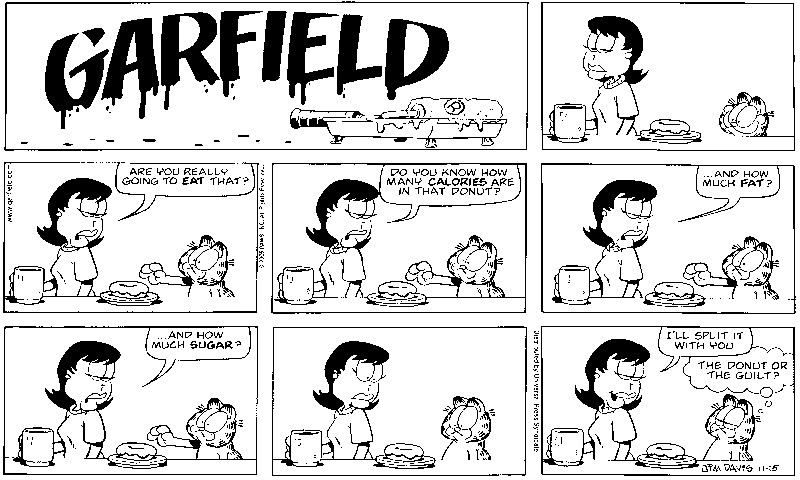 GARFIELD
ARE YOU REALLY
GOING TO EAT THAT?
DO YOU KNOW HOW
MANY CALORIES ARE
IN THAT DONUT?
...AND HOW
MUCH FAT?
...AND HOW
MUCH SUGAR?
I'LL SPLIT IT
WITH YOU
THE DONUT OR
THE GUILT?
JIM DAVIS 11-15